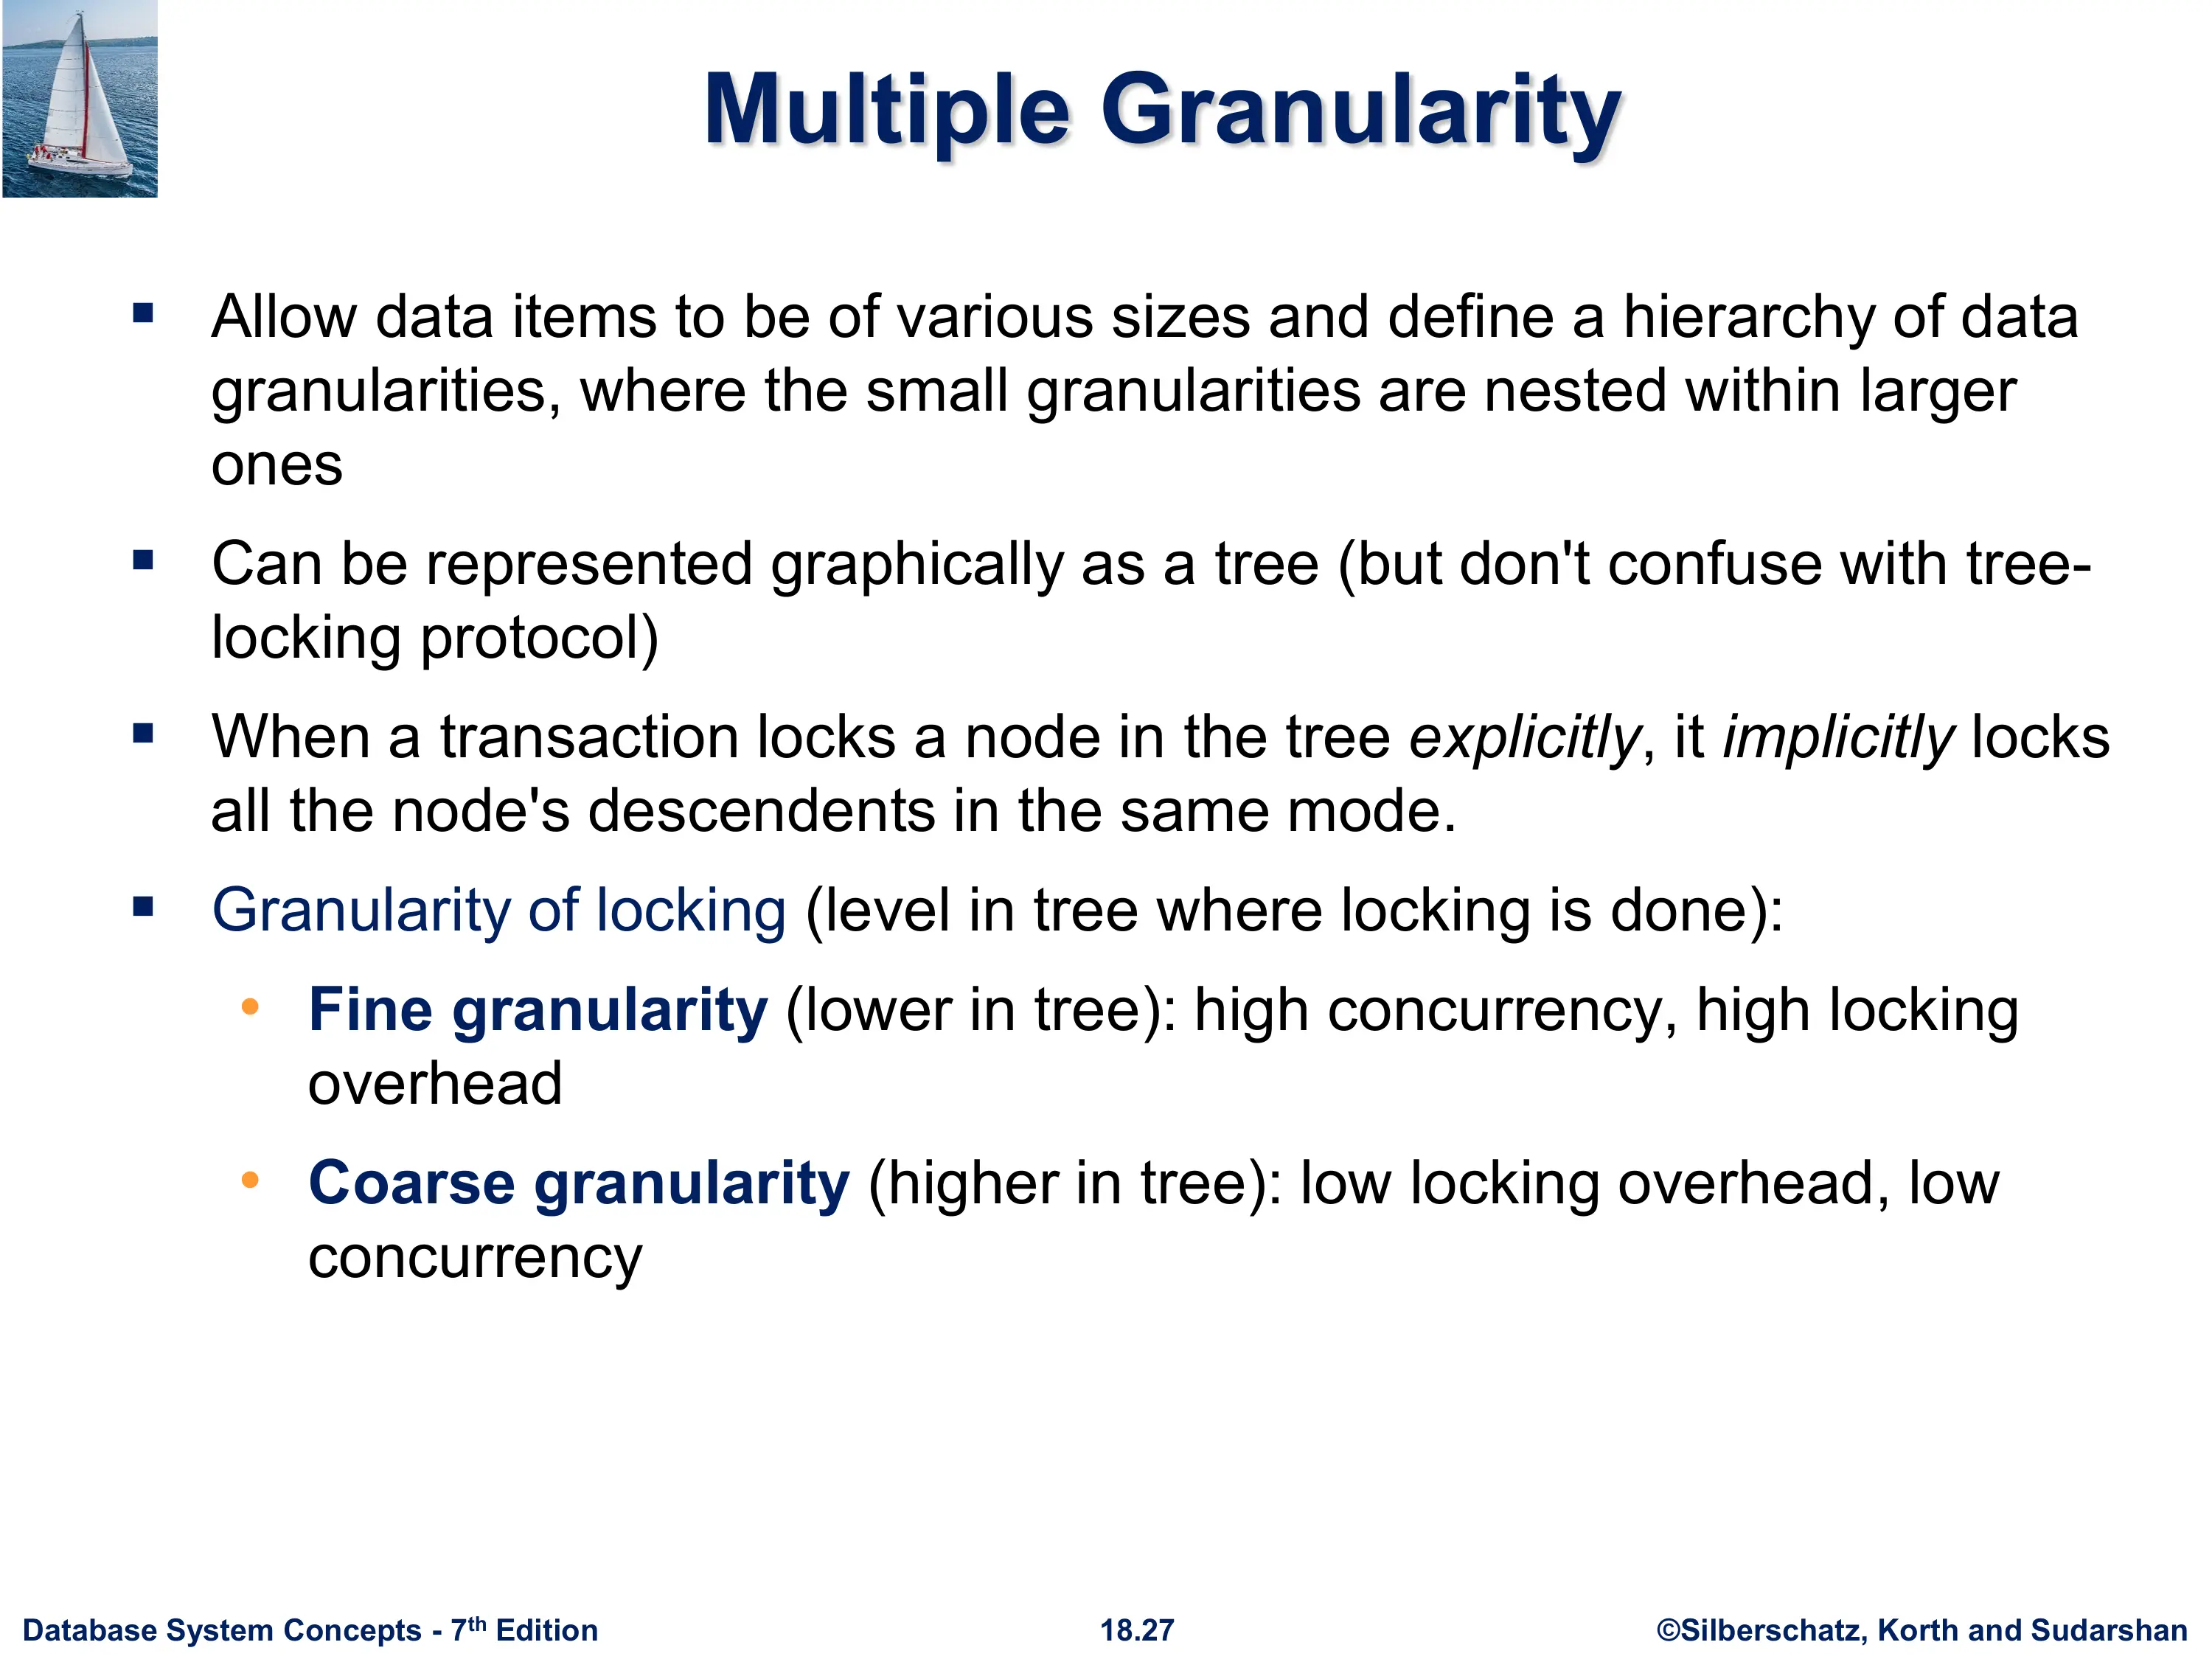 Multiple Granularity
▪ Allow data items to be of various sizes and define a hierarchy of data
granularities, where the small granularities are nested within larger
ones
▪ Can be represented graphically as a tree (but don't confuse with tree-
locking protocol)
▪ When a transaction locks a node in the tree explicitly, it implicitly locks
all the node's descendents in the same mode.
▪ Granularity of locking (level in tree where locking is done):
• Fine granularity (lower in tree): high concurrency, high locking
overhead
• Coarse granularity (higher in tree): low locking overhead, low
concurrency
Database System Concepts - 7th Edition
18.27
©Silberschatz, Korth and Sudarshan